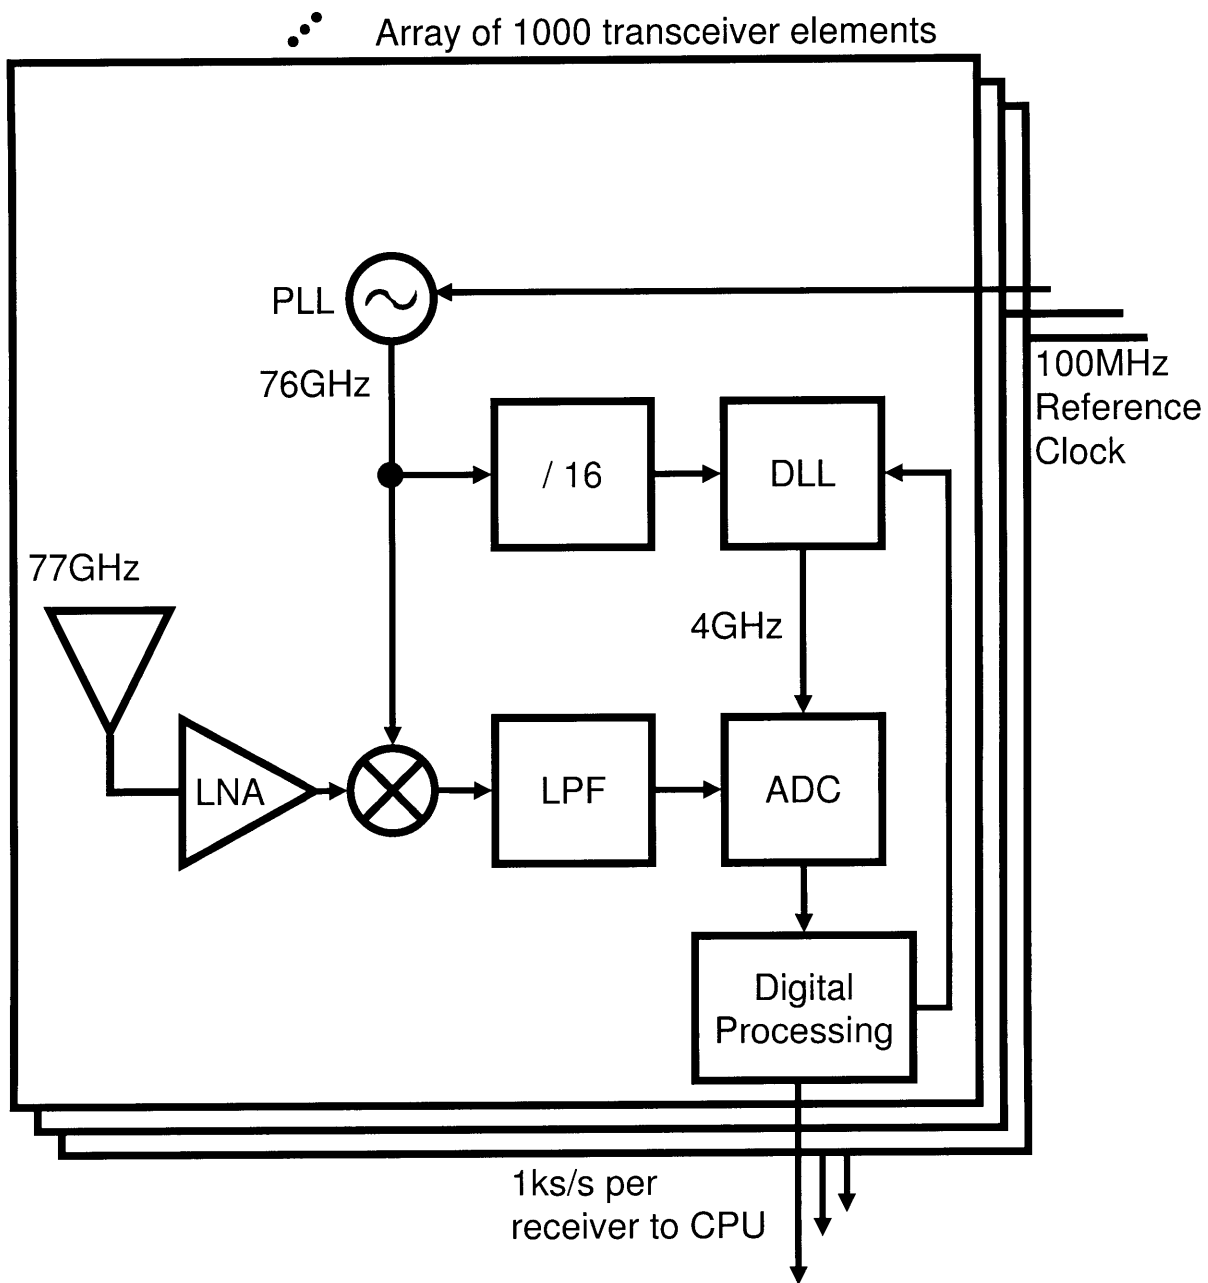 Array of 1000 transceiver elements
PLL
76GHz
100MHz
Reference
Clock
/ 16
DLL
77GHz
4GHz
LNA
LPF
ADC
Digital
Processing
1ks/s per
receiver to CPU